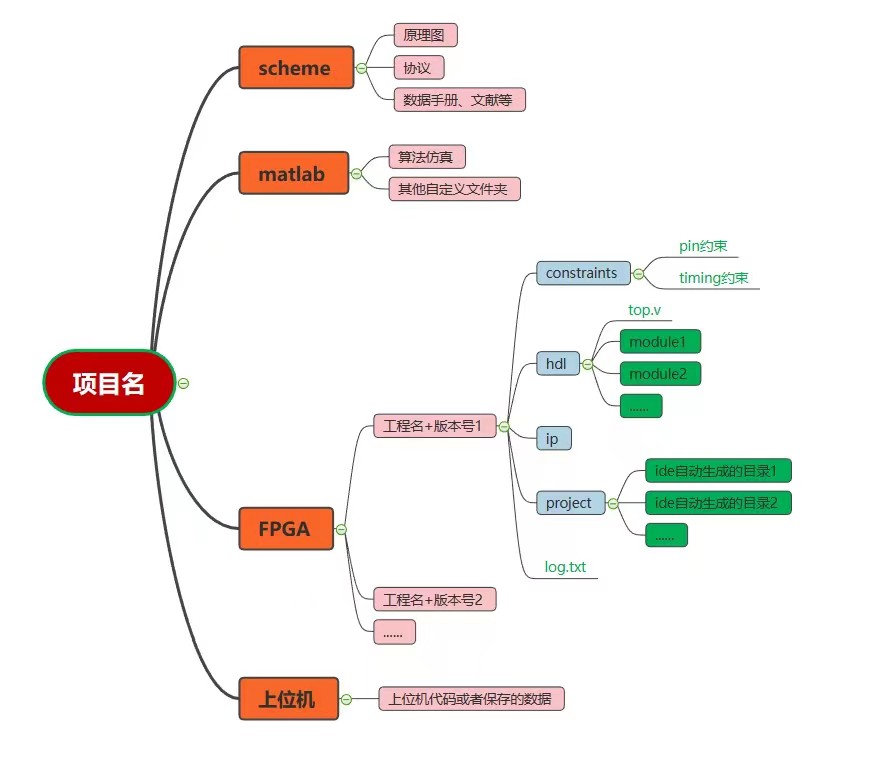 项目名
scheme
原理图
协议
数据手册、文献等
matlab
算法仿真
其他自定义文件夹
FPGA
工程名+版本号1
constraints
pin约束
timing约束
hdl
top.v
module1
module2
......
ip
project
ide自动生成的目录1
ide自动生成的目录2
......
log.txt
工程名+版本号2
......
上位机
上位机代码或者保存的数据